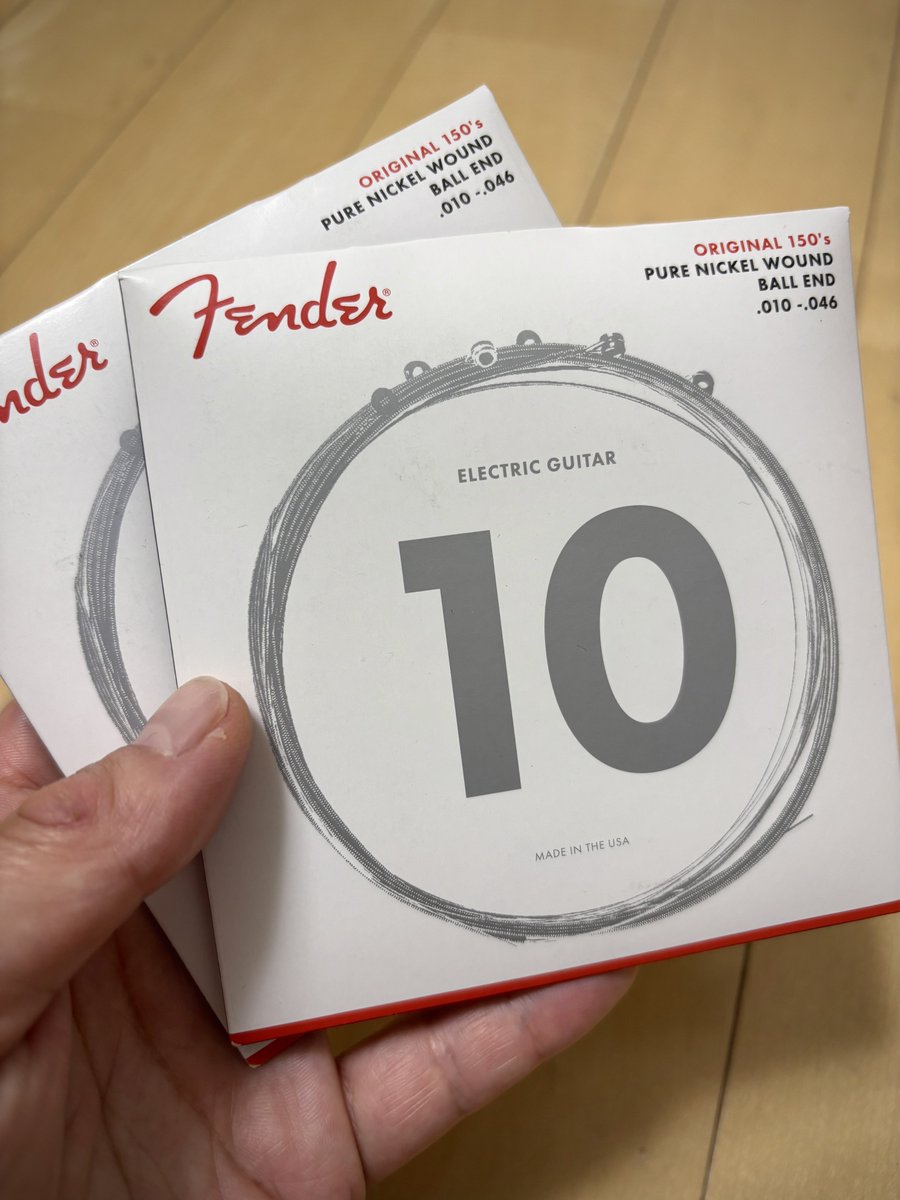 ORIGINAL 150's
PURE NICKEL WOUND
BALL END
.010 -.046
nder®
Fender®
ORIGINAL 150's
PURE NICKEL WOUND
BALL END
.010 -.046
ELECTRIC GUITAR
10
MADE IN THE USA